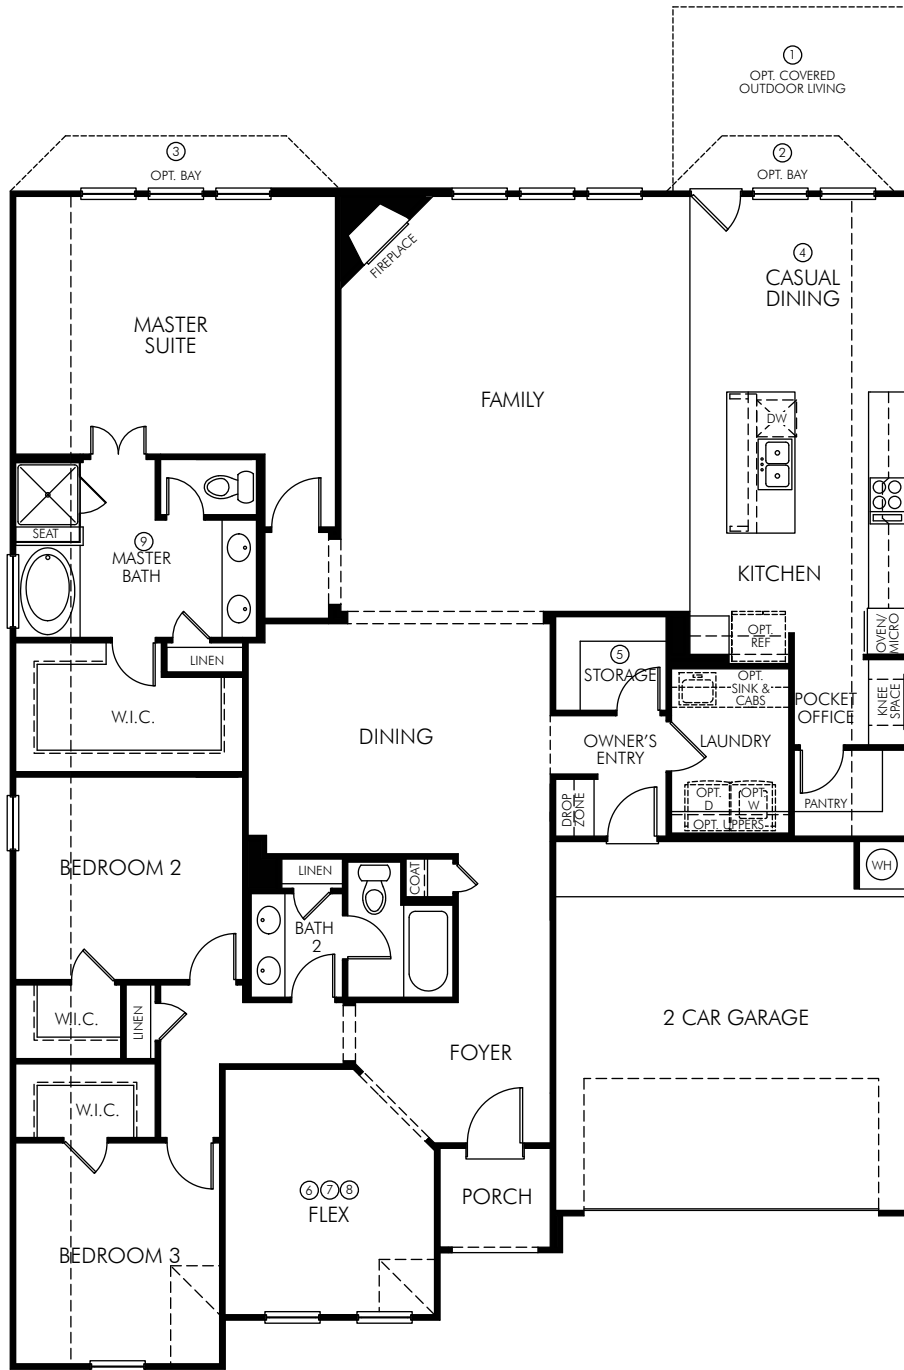 1
OPT. COVERED
OUTDOOR LIVING
3
OPT. BAY
2
OPT. BAY
FIREPLACE
4
CASUAL
DINING
MASTER
SUITE
FAMILY
DW
SEAT
9
MASTER
BATH
KITCHEN
OPT.
REF
OVEN/
MICRO
LINEN
5
STORAGE
OPT.
SINK &
CABS
W.I.C.
POCKET
OFFICE
KNEE
SPACE
DINING
OWNER'S
ENTRY
LAUNDRY
DROP
ZONE
OPT.
D
OPT.
W
OPT. UPPERS
PANTRY
BEDROOM 2
LINEN
COAT
WH
BATH
2
W.I.C.
LINEN
2 CAR GARAGE
FOYER
W.I.C.
6 7 8
FLEX
PORCH
BEDROOM 3